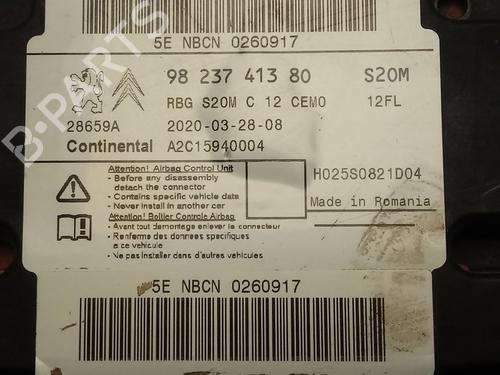 5E NBCN 0260917
98 237 413 80 S20M
RBG S20M C 12 CEMO 12FL
28659A 2020-03-28-08
Continental A2C15940004
Attention! Airbag Control Unit
- Before any disassembly
detach the connector
- Contains specific vehicle data
- Never install in another car
H025S0821D04
Made in Romania
Attention! Boîtier Contrôle Airbag
- Avant tout démontage enlever le connecteur
- Renferme des données spécifiques
à ce véhicule
- Ne pas installer dans d'autres véhicules
5E NBCN 0260917
B-PARTS